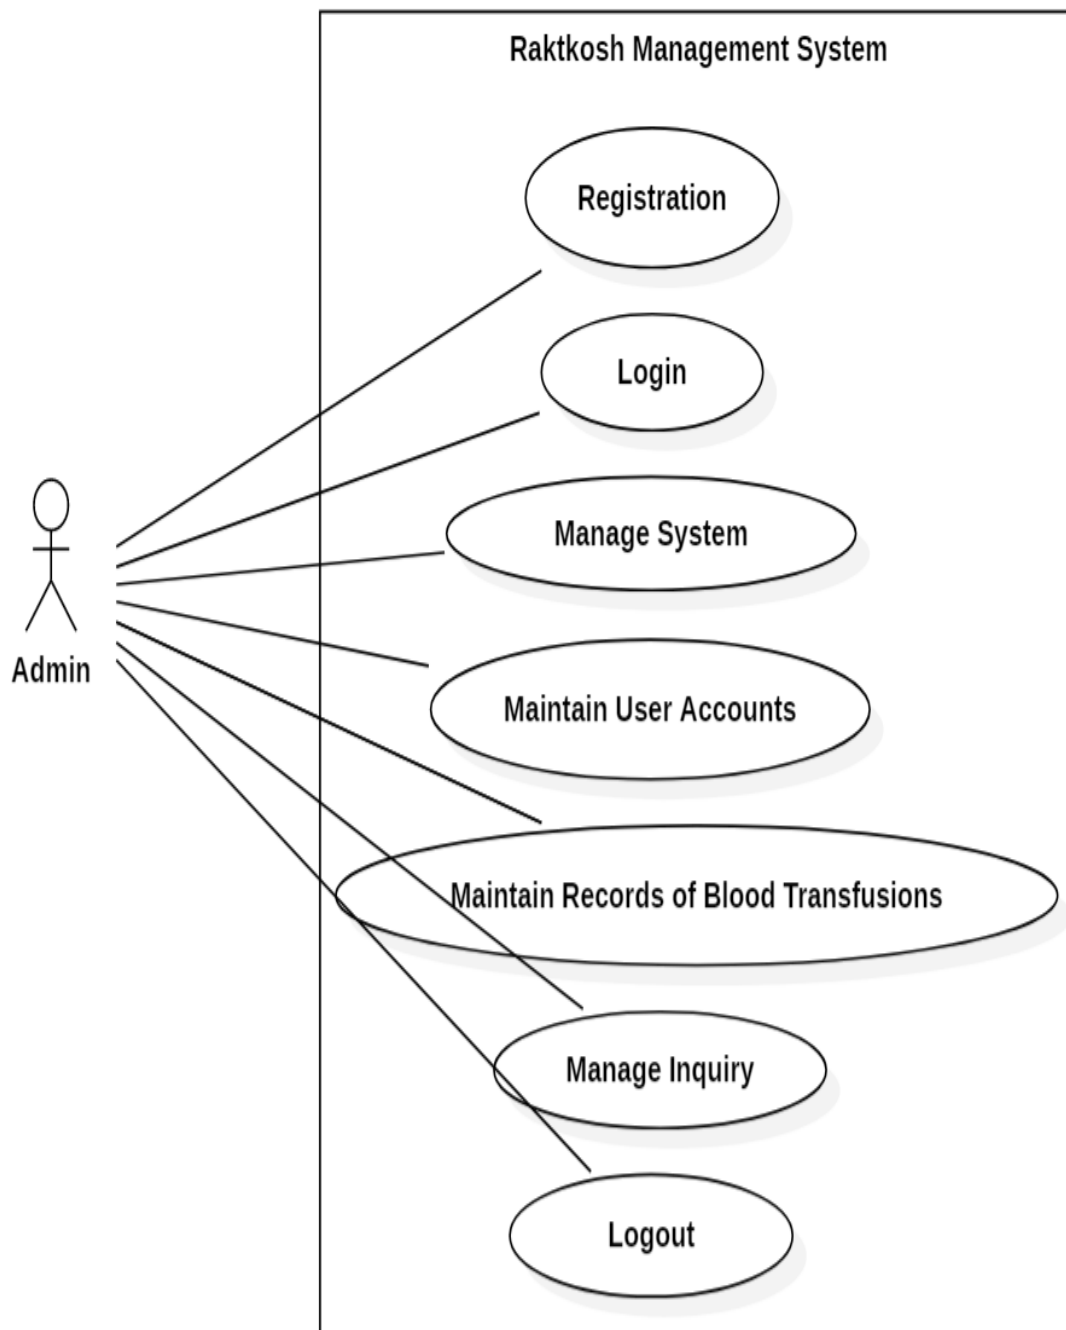 Raktkosh Management System
Registration
Login
Manage System
Admin
Maintain User Accounts
Maintain Records of Blood Transfusions
Manage Inquiry
Logout